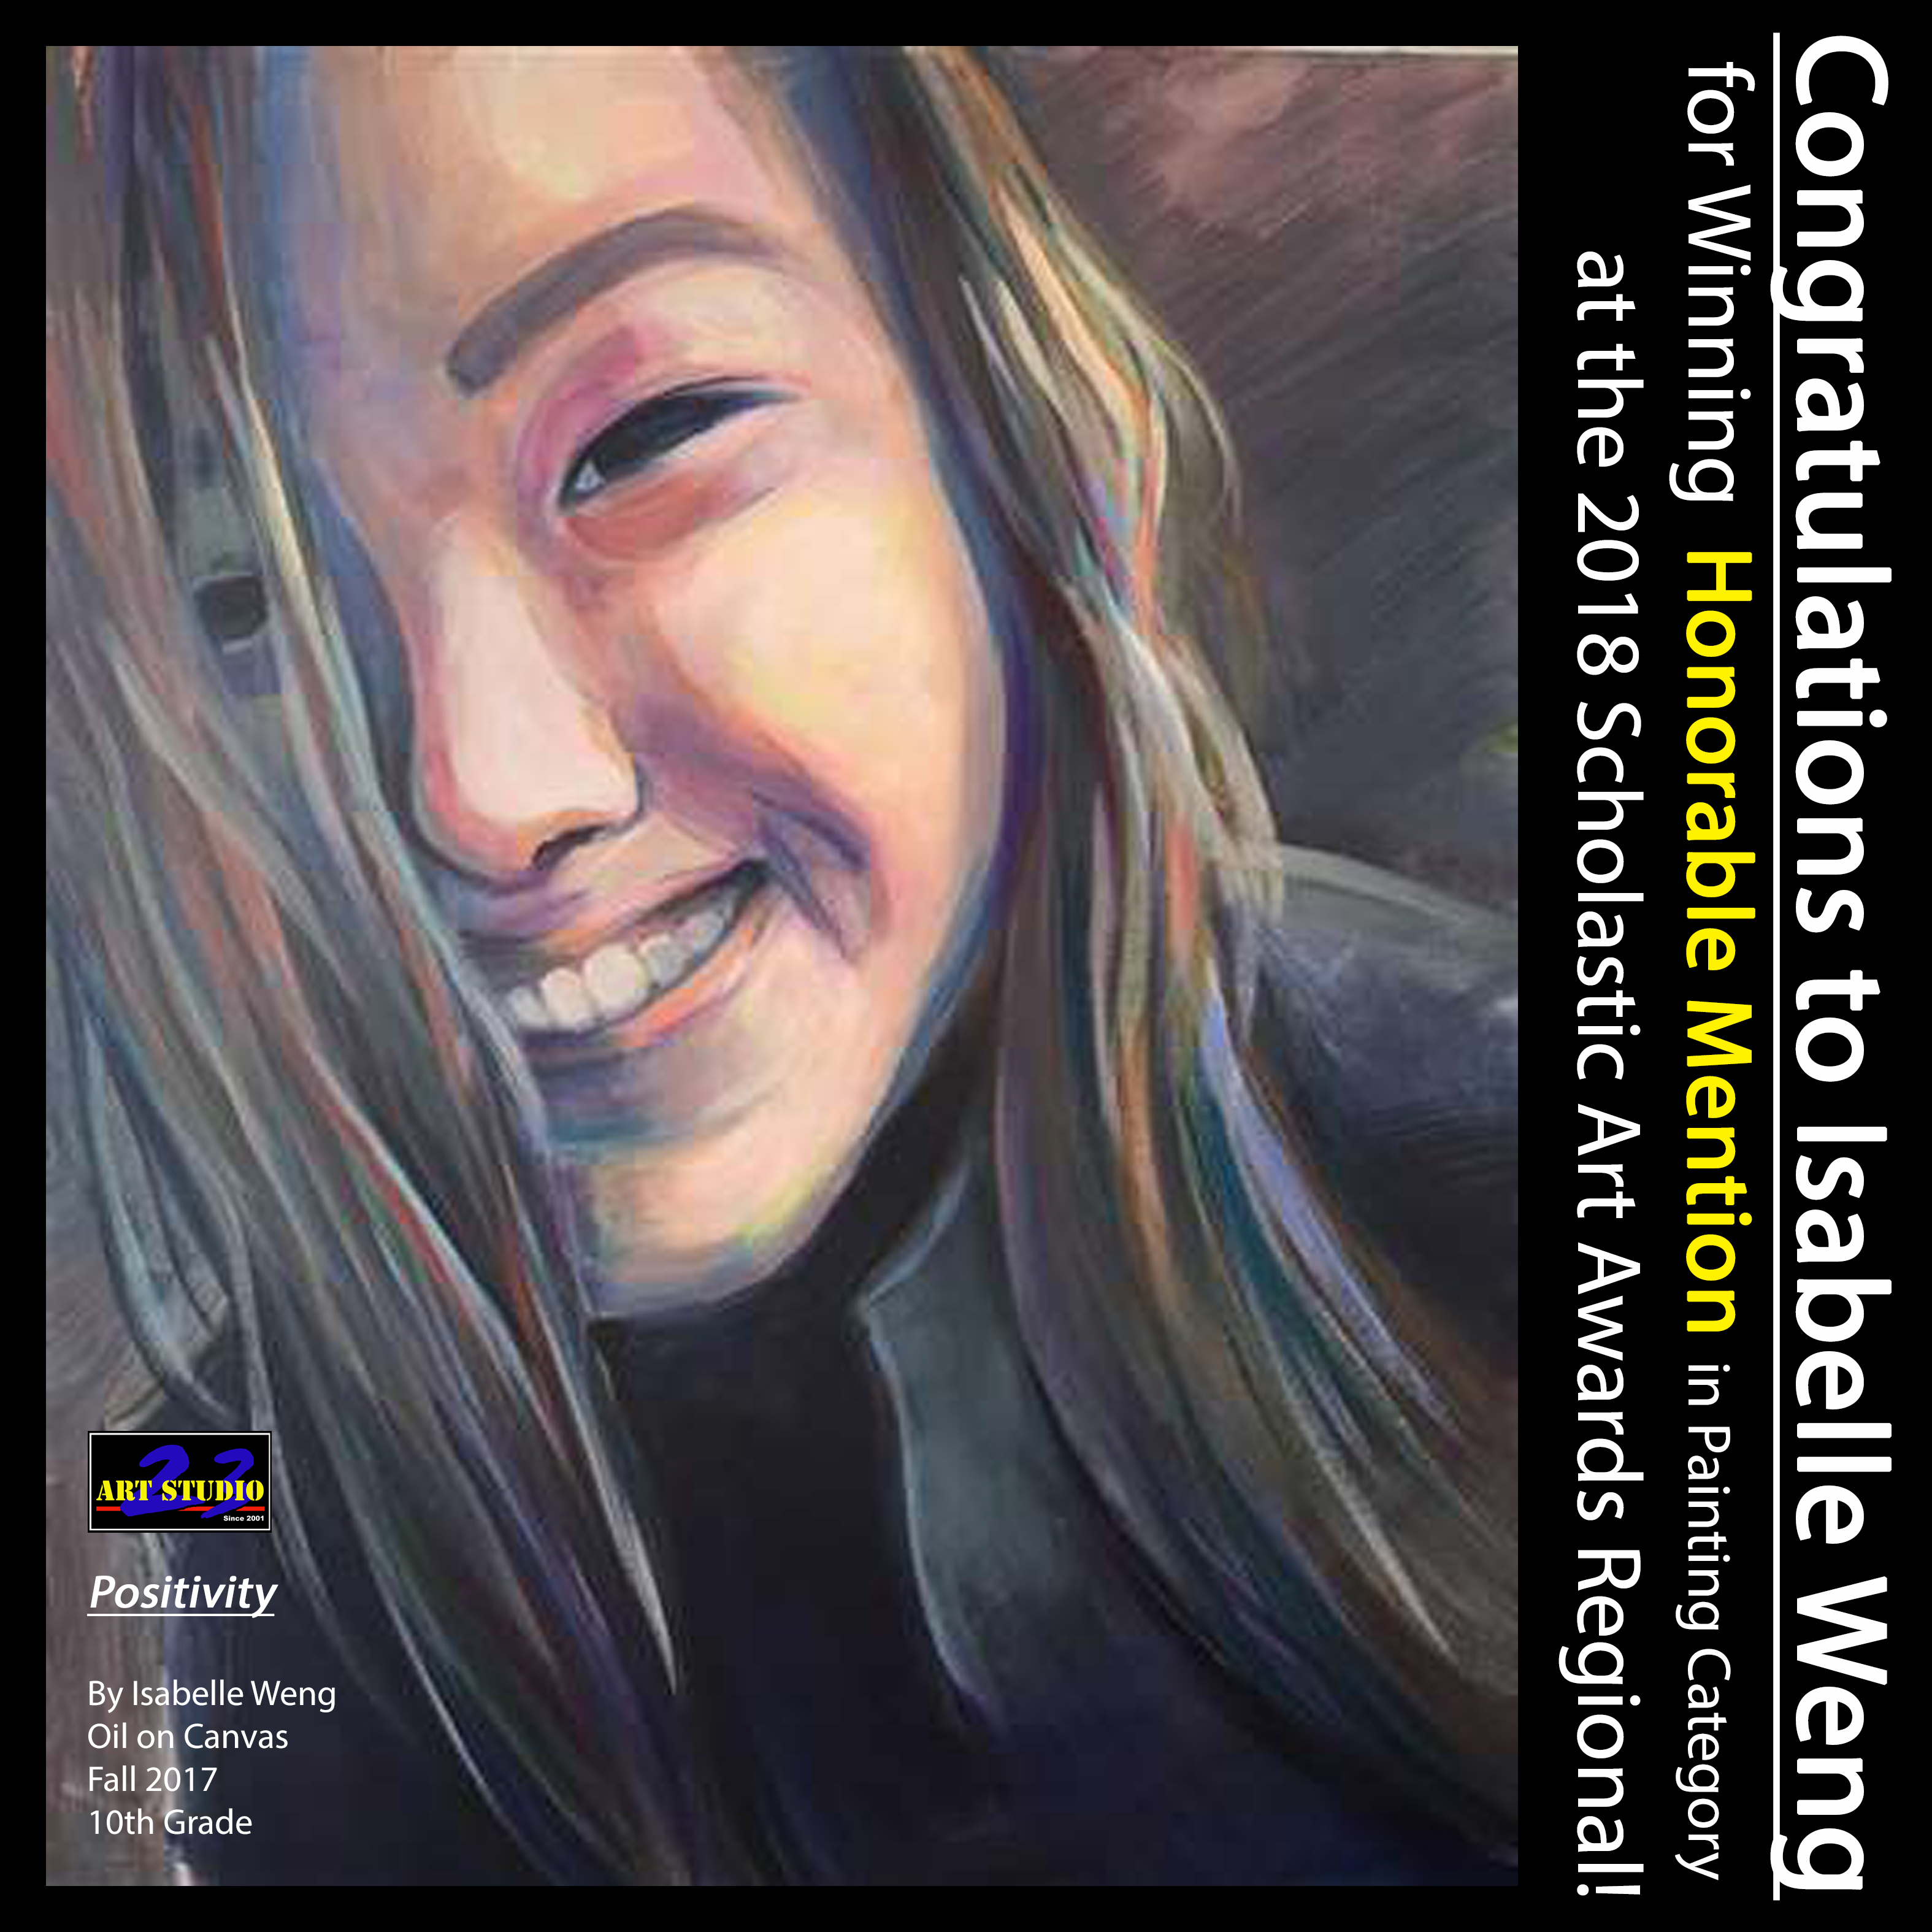 Congratulations to Isabelle Weng
for Winning Honorable Mention in Painting Category
at the 2018 Scholastic Art Awards Regional!
23
ART STUDIO
Since 2001
Positivity
By Isabelle Weng
Oil on Canvas
Fall 2017
10th Grade